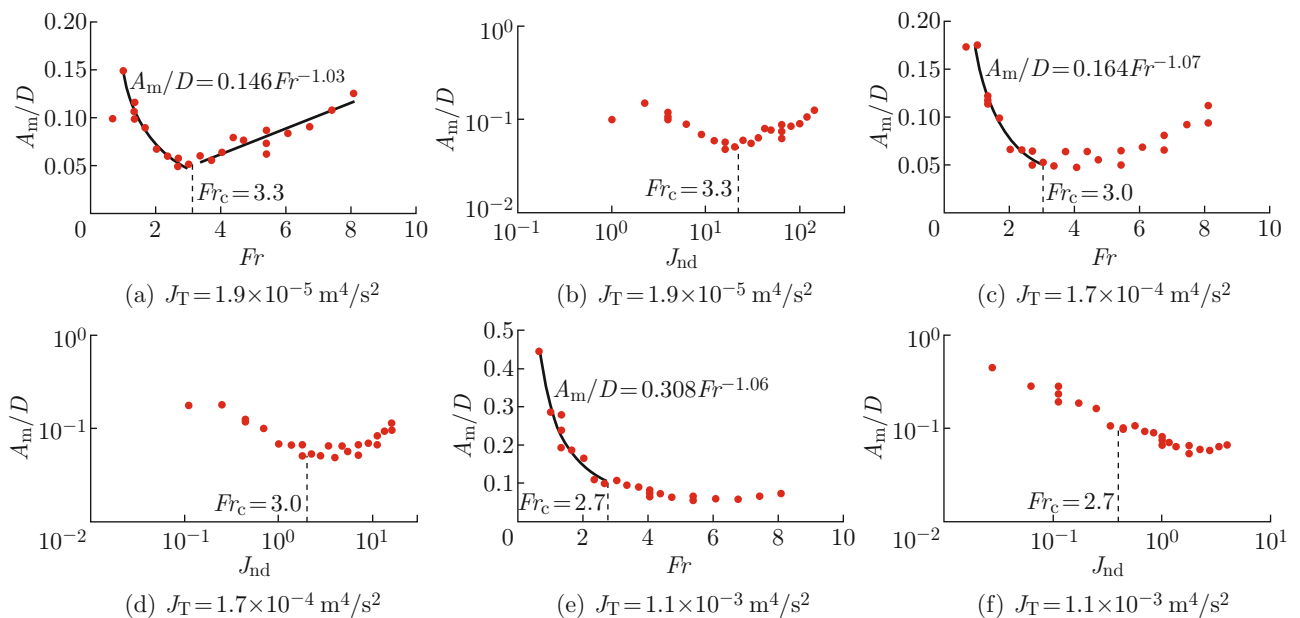 0.20
0.15
0.10
0.05
0
2
4
6
8
10
A_m/D
Fr
A_m/D=0.146Fr^{-1.03}
Fr_c=3.3
(a) J_T=1.9×10^{-5} m^4/s^2
10^0
10^{-1}
10^{-2}
10^{-1}
10^0
10^1
10^2
A_m/D
J_nd
Fr_c=3.3
(b) J_T=1.9×10^{-5} m^4/s^2
0.20
0.15
0.10
0.05
0
2
4
6
8
10
A_m/D
Fr
A_m/D=0.164Fr^{-1.07}
Fr_c=3.0
(c) J_T=1.7×10^{-4} m^4/s^2
10^0
10^{-1}
10^{-2}
10^{-1}
10^0
10^1
A_m/D
J_nd
Fr_c=3.0
(d) J_T=1.7×10^{-4} m^4/s^2
0.5
0.4
0.3
0.2
0.1
0
2
4
6
8
10
A_m/D
Fr
A_m/D=0.308Fr^{-1.06}
Fr_c=2.7
(e) J_T=1.1×10^{-3} m^4/s^2
10^0
10^{-1}
10^{-2}
10^{-1}
10^0
10^1
A_m/D
J_nd
Fr_c=2.7
(f) J_T=1.1×10^{-3} m^4/s^2